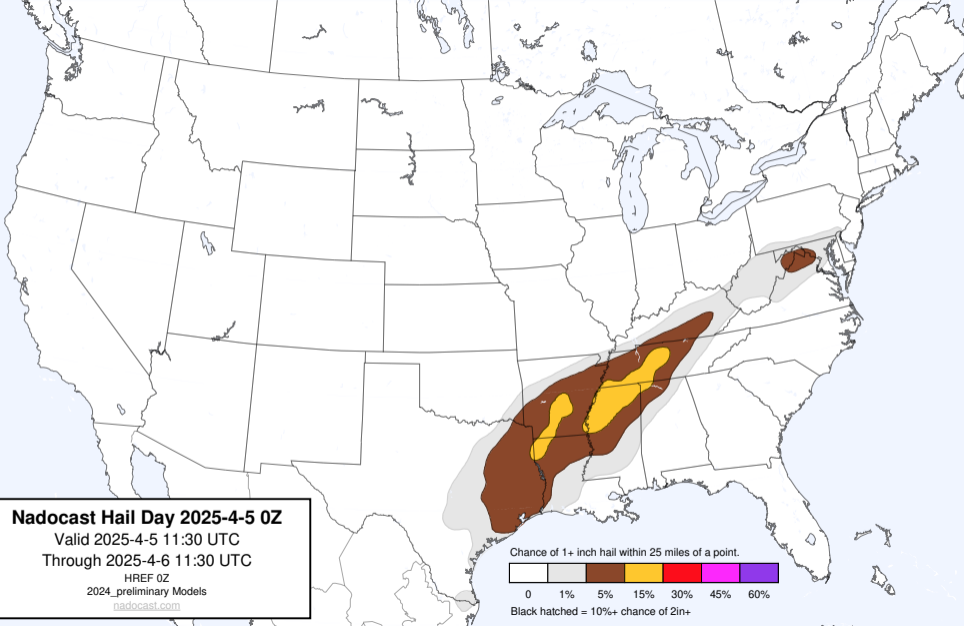 Nadocast Hail Day 2025-4-5 0Z
Valid 2025-4-5 11:30 UTC
Through 2025-4-6 11:30 UTC
HREF 0Z
2024_preliminary Models
nadocast.com
Chance of 1+ inch hail within 25 miles of a point.
0 1% 5% 15% 30% 45% 60%
Black hatched = 10%+ chance of 2in+